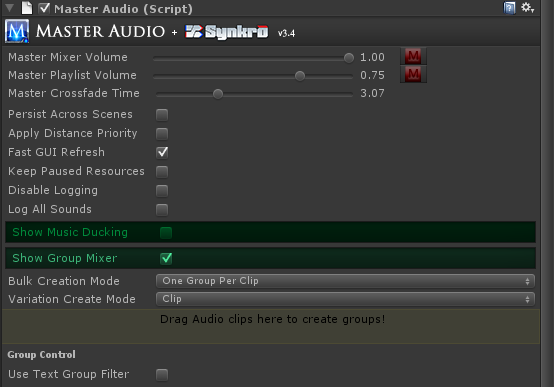 Master Audio (Script)
M MASTER AUDIO + Synkro v3.4
Master Mixer Volume 1.00 M
Master Playlist Volume 0.75 M
Master Crossfade Time 3.07
Persist Across Scenes
Apply Distance Priority
Fast GUI Refresh
Keep Paused Resources
Disable Logging
Log All Sounds
Show Music Ducking
Show Group Mixer
Bulk Creation Mode One Group Per Clip
Variation Create Mode Clip
Drag Audio clips here to create groups!
Group Control
Use Text Group Filter